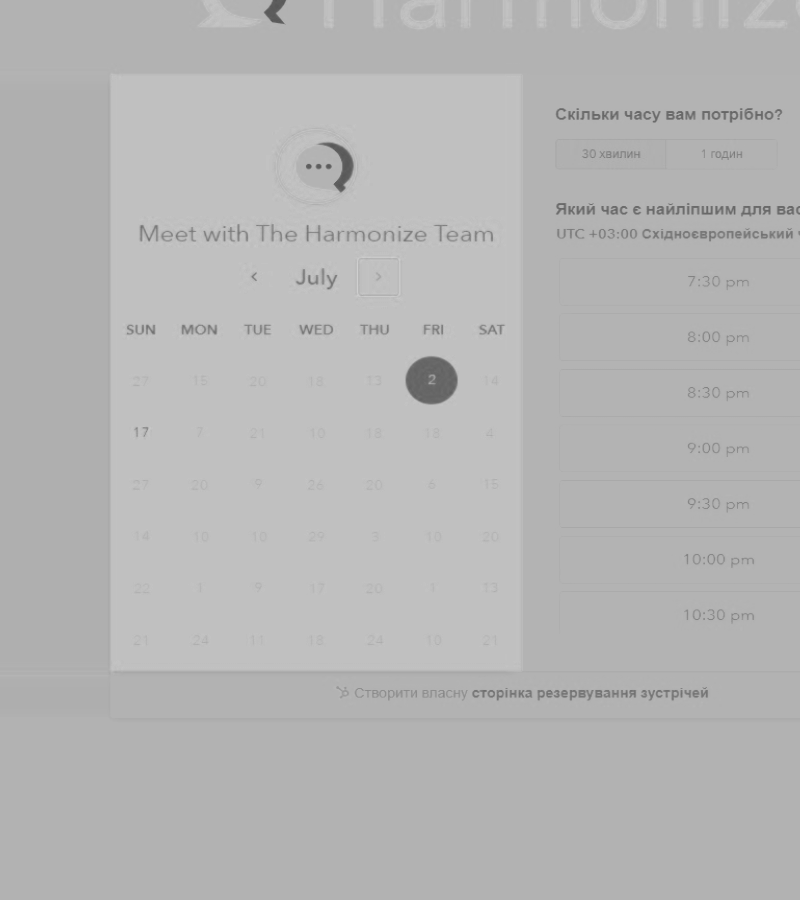 Harmonize
Скільки часу вам потрібно?
30 хвилин 1 годин
Який час є найліпшим для вас
UTC +03:00 Східноєвропейський ч
Meet with The Harmonize Team
July
SUN MON TUE WED THU FRI SAT
27 15 20 18 13 2 14
17 7 21 10 18 18 4
27 20 9 26 20 6 15
14 10 10 29 3 10 20
22 1 9 17 20 1 13
21 24 11 18 24 10 21
7:30 pm
8:00 pm
8:30 pm
9:00 pm
9:30 pm
10:00 pm
10:30 pm
Створити власну сторінка резервування зустрічей